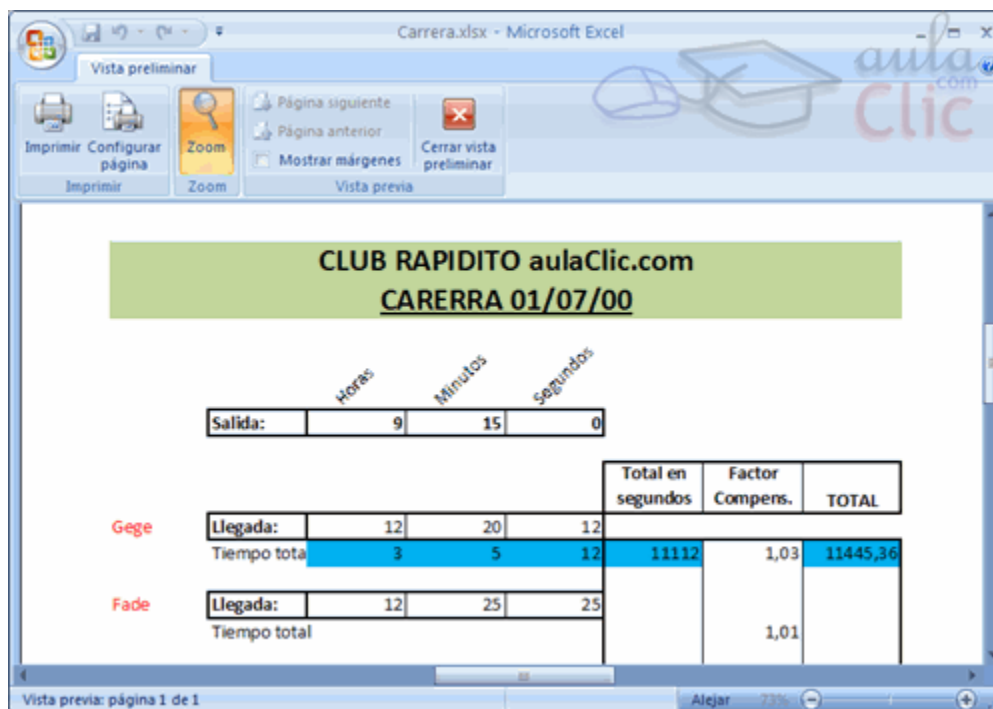 Carrera.xlsx - Microsoft Excel
aula
.com
Clic
Vista preliminar
Imprimir
Configurar página
Zoom
Página siguiente
Página anterior
Mostrar márgenes
Cerrar vista preliminar
Imprimir
Zoom
Vista previa
CLUB RAPIDITO aulaClic.com
CARERRA 01/07/00
Horas Minutos Segundos
Salida: 9 15 0
Total en segundos Factor Compens. TOTAL
Gege Llegada: 12 20 12
Tiempo tota 3 5 12 11112 1,03 11445,36
Fade Llegada: 12 25 25
Tiempo total 1,01
Vista previa: página 1 de 1 Alejar 73%